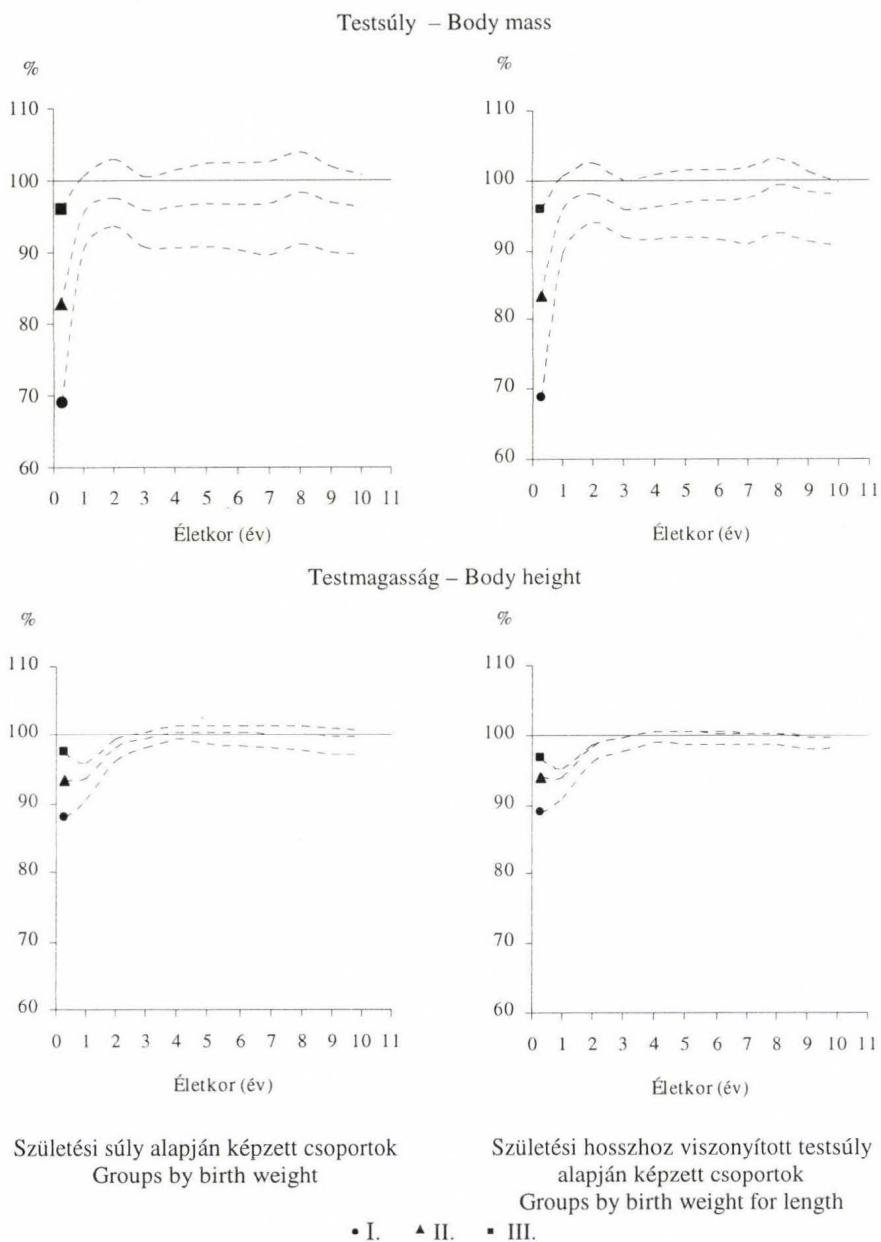 Testsúly – Body mass
% %
110 110
100 100
90 90
80 80
70 70
60 60
0 1 2 3 4 5 6 7 8 9 10 11 0 1 2 3 4 5 6 7 8 9 10 11
Életkor (év) Életkor (év)
Testmagasság – Body height
% %
110 110
100 100
90 90
80 80
70 70
60 60
0 1 2 3 4 5 6 7 8 9 10 11 0 1 2 3 4 5 6 7 8 9 10 11
Életkor (év) Életkor (év)
Születési súly alapján képzett csoportok
Groups by birth weight
Születési hosszhoz viszonyított testsúly
alapján képzett csoportok
Groups by birth weight for length
• I. ▲ II. ■ III.